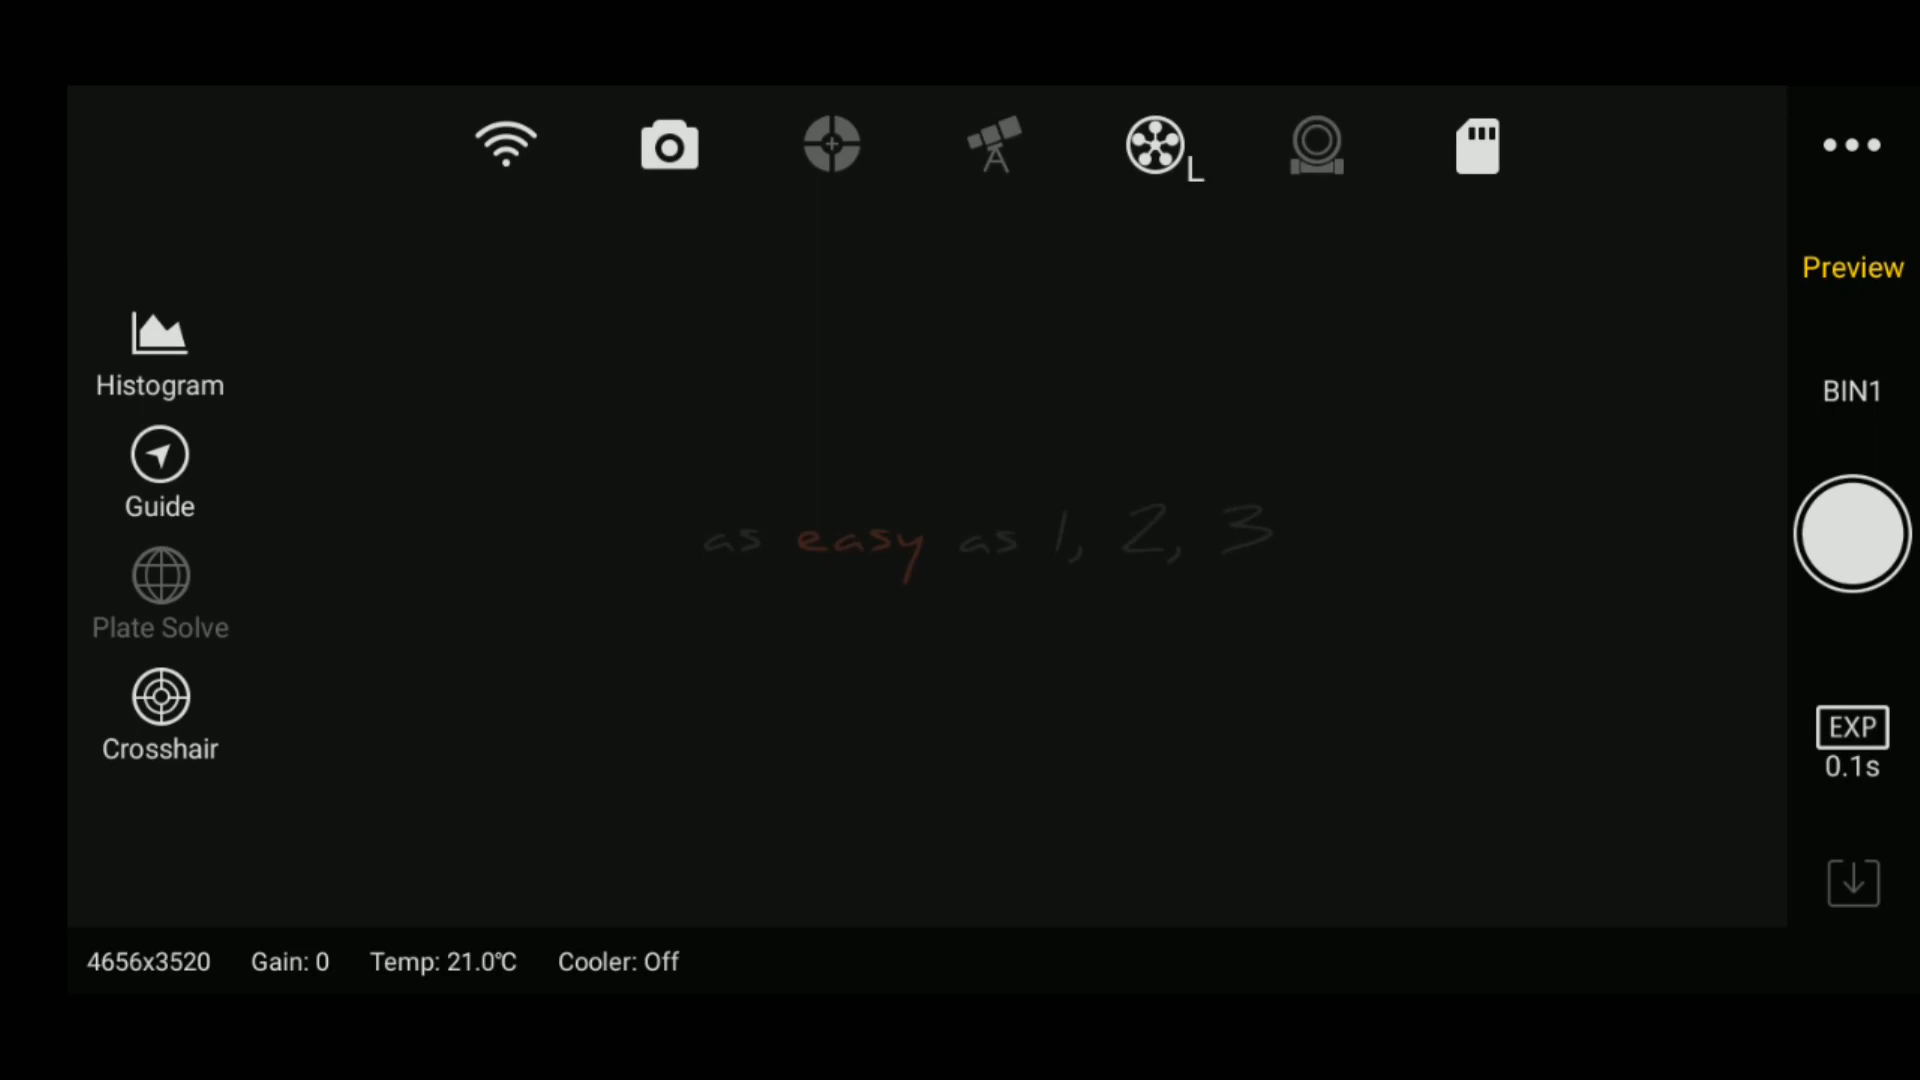 L
Preview
Histogram
BIN1
Guide
as easy as 1, 2, 3
Plate Solve
Crosshair
EXP
0.1s
4656x3520 Gain: 0 Temp: 21.0℃ Cooler: Off